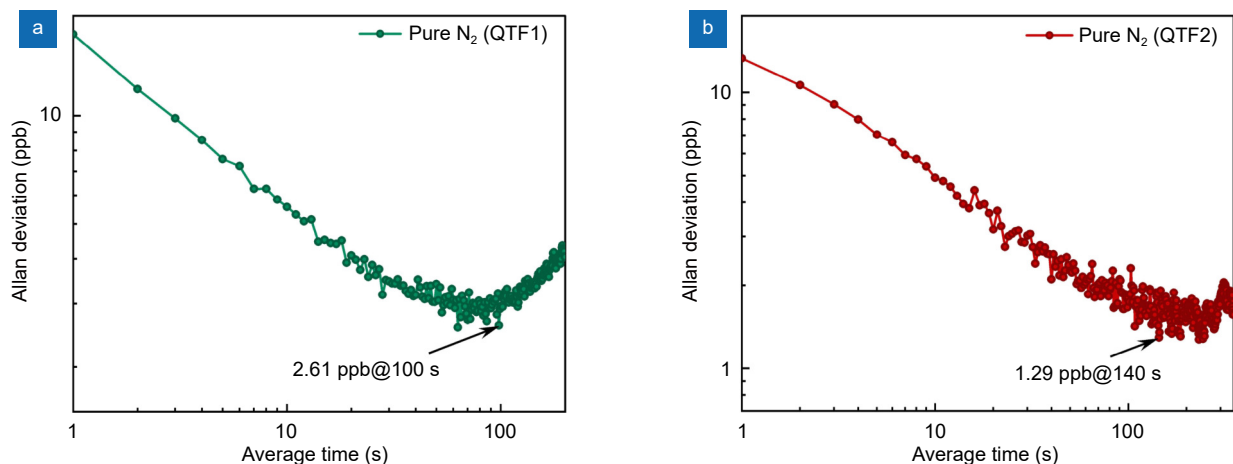 a
Pure N₂ (QTF1)
Allan deviation (ppb)
10
2.61 ppb@100 s
1 10 100
Average time (s)
b
Pure N₂ (QTF2)
Allan deviation (ppb)
10
1
1.29 ppb@140 s
1 10 100
Average time (s)